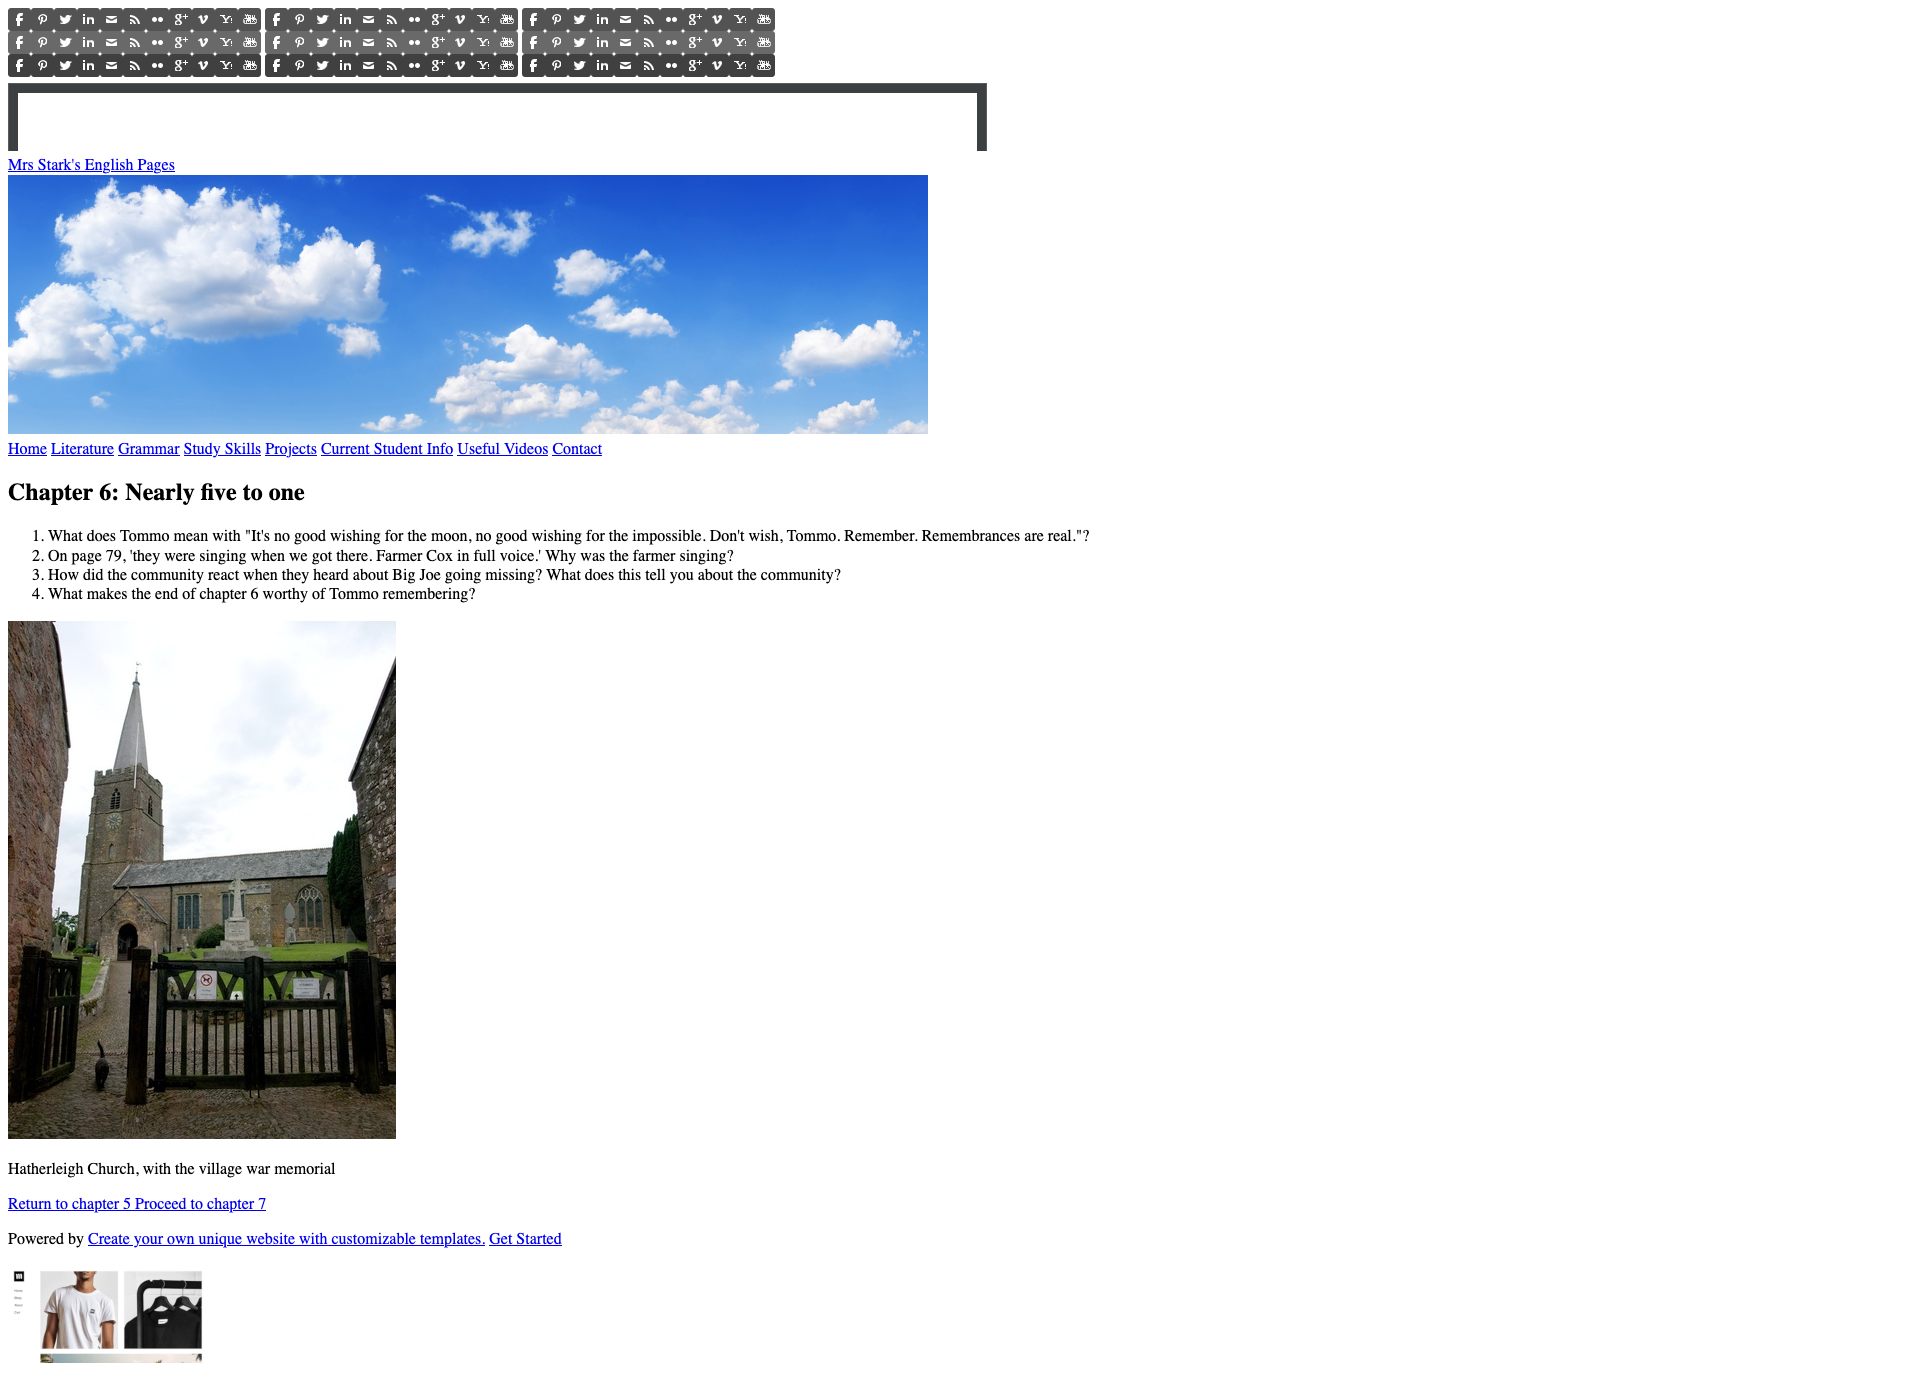 Mrs Stark's English Pages
Home Literature Grammar Study Skills Projects Current Student Info Useful Videos Contact
Chapter 6: Nearly five to one
1. What does Tommo mean with "It's no good wishing for the moon, no good wishing for the impossible. Don't wish, Tommo. Remember. Remembrances are real."?
2. On page 79, 'they were singing when we got there. Farmer Cox in full voice.' Why was the farmer singing?
3. How did the community react when they heard about Big Joe going missing? What does this tell you about the community?
4. What makes the end of chapter 6 worthy of Tommo remembering?
Hatherleigh Church, with the village war memorial
Return to chapter 5 Proceed to chapter 7
Powered by Create your own unique website with customizable templates. Get Started